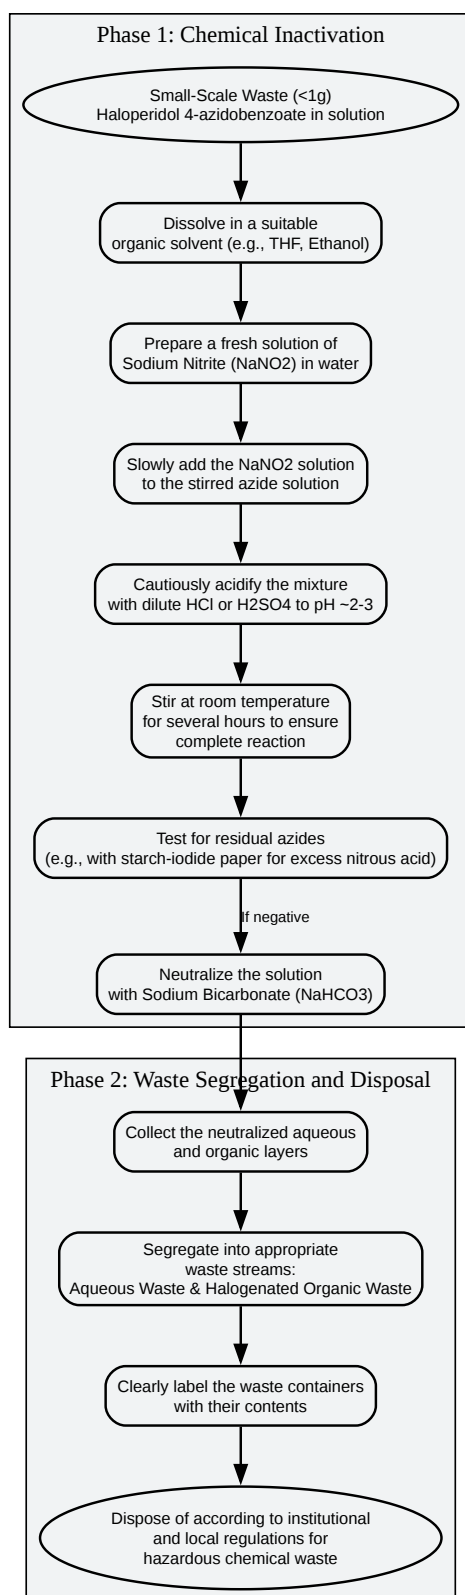 Phase 1: Chemical Inactivation
Small-Scale Waste (<1g)
Haloperidol 4-azidobenzoate in solution
Dissolve in a suitable
organic solvent (e.g., THF, Ethanol)
Prepare a fresh solution of
Sodium Nitrite (NaNO2) in water
Slowly add the NaNO2 solution
to the stirred azide solution
Cautiously acidify the mixture
with dilute HCl or H2SO4 to pH ~2-3
Stir at room temperature
for several hours to ensure
complete reaction
Test for residual azides
(e.g., with starch-iodide paper for excess nitrous acid)
If negative
Neutralize the solution
with Sodium Bicarbonate (NaHCO3)
Phase 2: Waste Segregation and Disposal
Collect the neutralized aqueous
and organic layers
Segregate into appropriate
waste streams:
Aqueous Waste & Halogenated Organic Waste
Clearly label the waste containers
with their contents
Dispose of according to institutional
and local regulations for
hazardous chemical waste